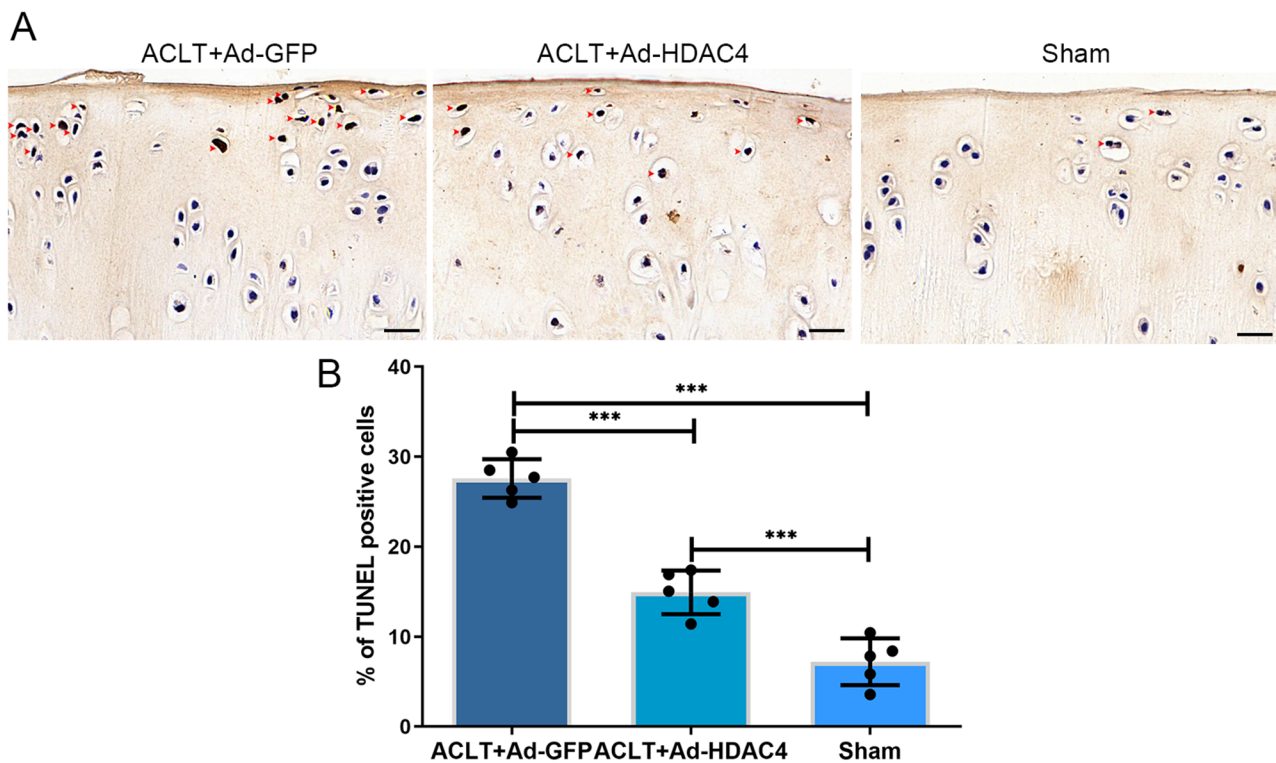 A
ACLT+Ad-GFP
ACLT+Ad-HDAC4
Sham
B
% of TUNEL positive cells
40
30
20
10
0
***
***
***
ACLT+Ad-GFP
ACLT+Ad-HDAC4
Sham